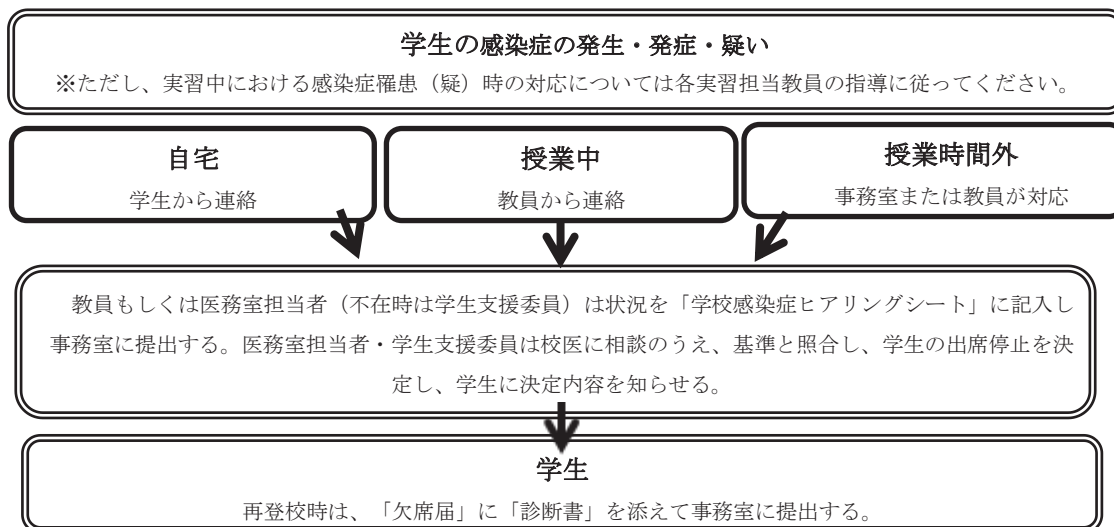 学生の感染症の発生・発症・疑い
※ただし、実習中における感染症罹患（疑）時の対応については各実習担当教員の指導に従ってください。
自宅
学生から連絡
授業中
教員から連絡
授業時間外
事務室または教員が対応
教員もしくは医務室担当者（不在時は学生支援委員）は状況を「学校感染症ヒアリングシート」に記入し
事務室に提出する。医務室担当者・学生支援委員は校医に相談のうえ、基準と照合し、学生の出席停止を決
定し、学生に決定内容を知らせる。
学生
再登校時は、「欠席届」に「診断書」を添えて事務室に提出する。